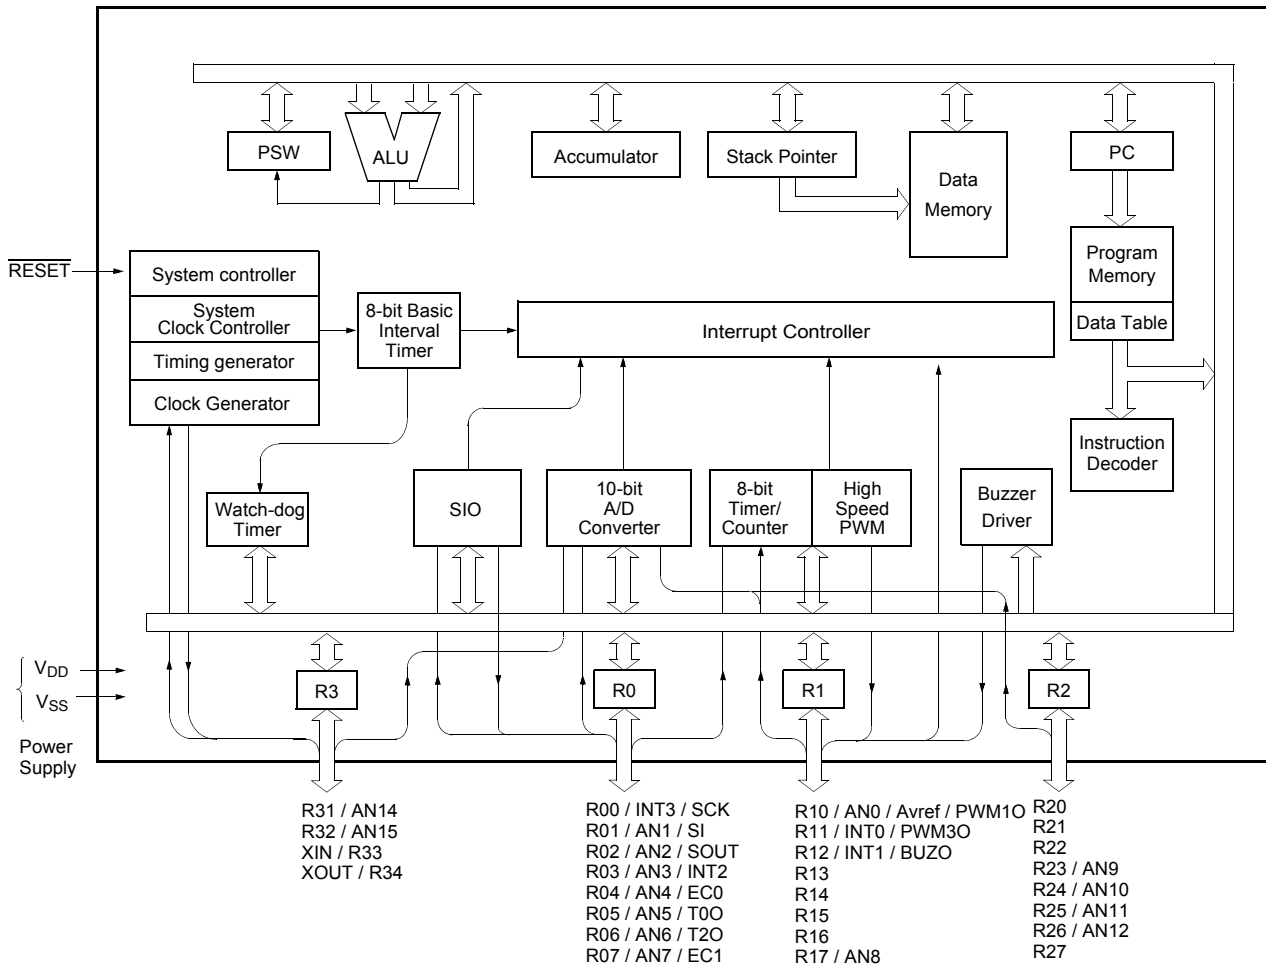 PSW
ALU
Accumulator
Stack Pointer
Data
Memory
PC
Program
Memory
Data Table
Instruction
Decoder
RESET
System controller
System
Clock Controller
Timing generator
Clock Generator
8-bit Basic
Interval
Timer
Interrupt Controller
Watch-dog
Timer
SIO
10-bit
A/D
Converter
8-bit
Timer/
Counter
High
Speed
PWM
Buzzer
Driver
VDD
VSS
Power
Supply
R3
R0
R1
R2
R31 / AN14
R32 / AN15
XIN / R33
XOUT / R34
R00 / INT3 / SCK
R01 / AN1 / SI
R02 / AN2 / SOUT
R03 / AN3 / INT2
R04 / AN4 / EC0
R05 / AN5 / T0O
R06 / AN6 / T2O
R07 / AN7 / EC1
R10 / AN0 / Avref / PWM1O
R11 / INT0 / PWM3O
R12 / INT1 / BUZO
R13
R14
R15
R16
R17 / AN8
R20
R21
R22
R23 / AN9
R24 / AN10
R25 / AN11
R26 / AN12
R27